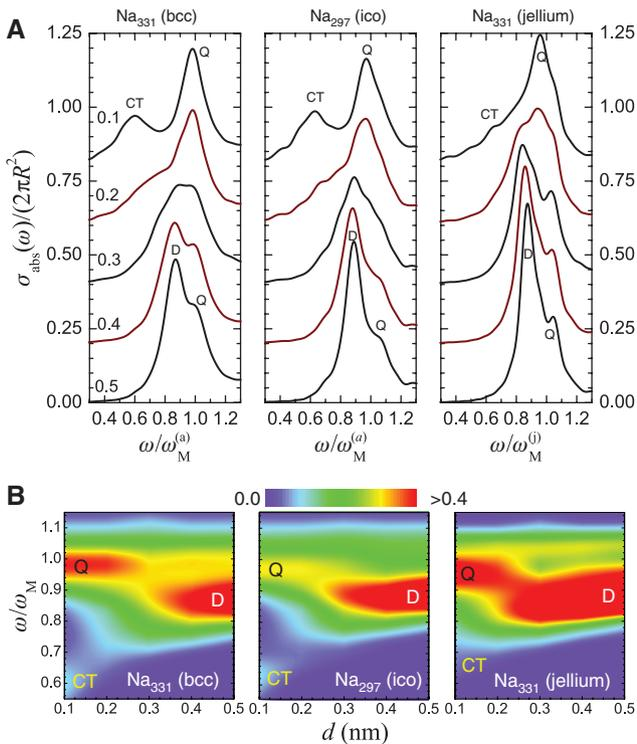 A
Na331 (bcc)
Na297 (ico)
Na331 (jellium)
σabs(ω)/(2πR²)
1.25
1.00
0.75
0.50
0.25
0.00
0.1
0.2
0.3
0.4
0.5
CT
Q
D
Q
CT
Q
D
Q
CT
Q
D
Q
1.25
1.00
0.75
0.50
0.25
0.00
0.4 0.6 0.8 1.0 1.2
0.4 0.6 0.8 1.0 1.2
0.4 0.6 0.8 1.0 1.2
ω/ωM(a)
ω/ωM(a)
ω/ωM(j)
B
0.0
>0.4
ω/ωM
1.1
1.0
0.9
0.8
0.7
0.6
Q
D
CT
Na331 (bcc)
Q
D
CT
Na297 (ico)
Q
D
CT
Na331 (jellium)
0.1 0.2 0.3 0.4 0.5
0.1 0.2 0.3 0.4 0.5
0.1 0.2 0.3 0.4 0.5
d (nm)